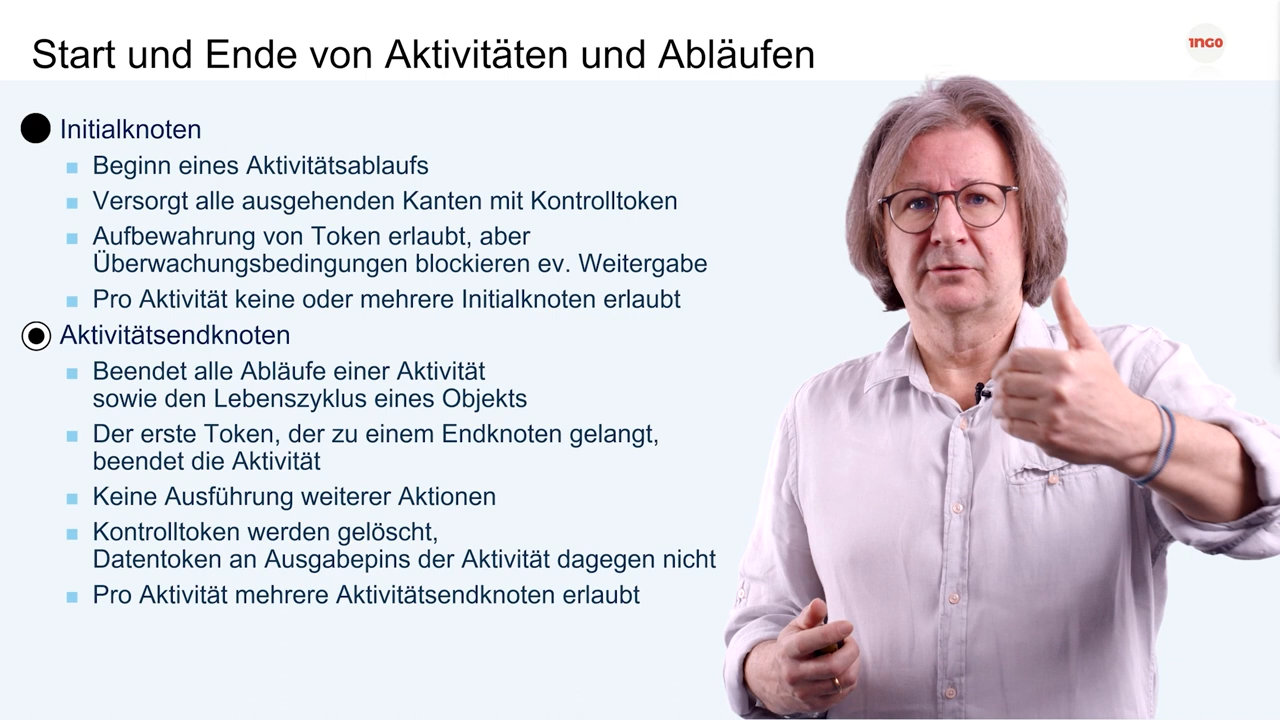 Start und Ende von Aktivitäten und Abläufen
1NG0
Initialknoten
Beginn eines Aktivitätsablaufs
Versorgt alle ausgehenden Kanten mit Kontrolltoken
Aufbewahrung von Token erlaubt, aber
Überwachungsbedingungen blockieren ev. Weitergabe
Pro Aktivität keine oder mehrere Initialknoten erlaubt
Aktivitätsendknoten
Beendet alle Abläufe einer Aktivität
sowie den Lebenszyklus eines Objekts
Der erste Token, der zu einem Endknoten gelangt,
beendet die Aktivität
Keine Ausführung weiterer Aktionen
Kontrolltoken werden gelöscht,
Datentoken an Ausgabepins der Aktivität dagegen nicht
Pro Aktivität mehrere Aktivitätsendknoten erlaubt